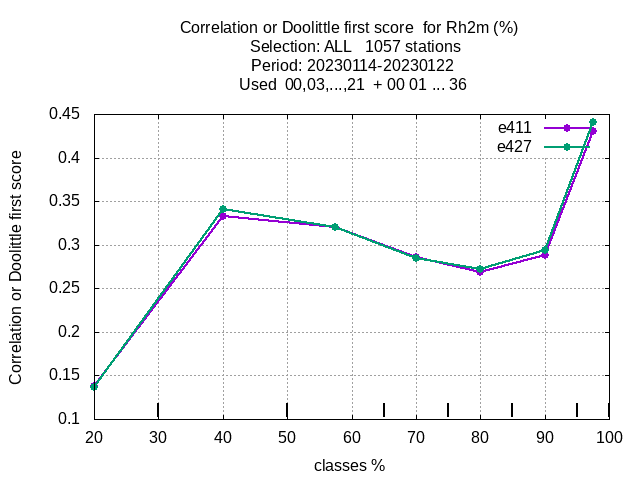 Correlation or Doolittle first score  for Rh2m (%)
Selection: ALL   1057 stations
Period: 20230114-20230122
Used  00,03,...,21  + 00 01 ... 36
e411
e427
0.45
0.4
0.35
0.3
0.25
0.2
0.15
0.1
Correlation or Doolittle first score
20 30 40 50 60 70 80 90 100
classes %